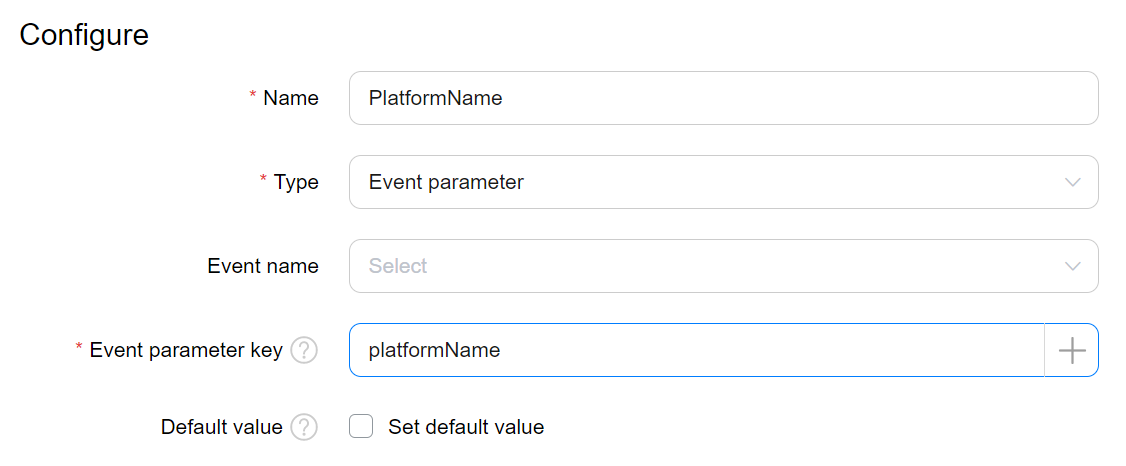 Configure
* Name PlatformName
* Type Event parameter
Event name Select
* Event parameter key ? platformName
Default value ? Set default value